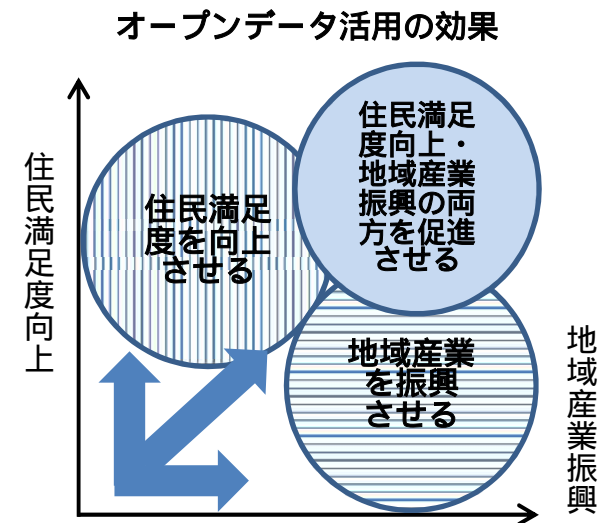 オープンデータ活用の効果
住民満足度向上
住民満足
度を向上
させる
住民満足
度向上・
地域産業
振興の両
方を促進
させる
地域産業
を振興
させる
地域産業振興